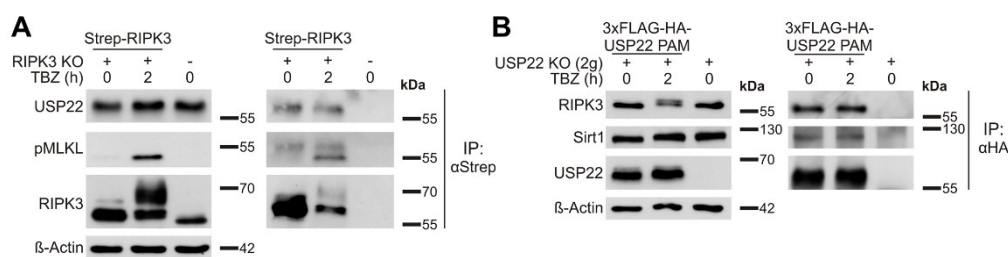 A
Strep-RIPK3 Strep-RIPK3
RIPK3 KO + + - + + -
TBZ (h) 0 2 0 0 2 0 kDa
USP22 55 55
pMLKL 55 55
RIPK3 70 55 70 55
ß-Actin 42
IP:
αStrep
B
3xFLAG-HA- 3xFLAG-HA-
USP22 PAM USP22 PAM
USP22 KO (2g) + + + + + +
TBZ (h) 0 2 0 kDa 0 2 0 kDa
RIPK3 55 55
Sirt1 130 130
USP22 70 55
ß-Actin 42
IP:
αHA